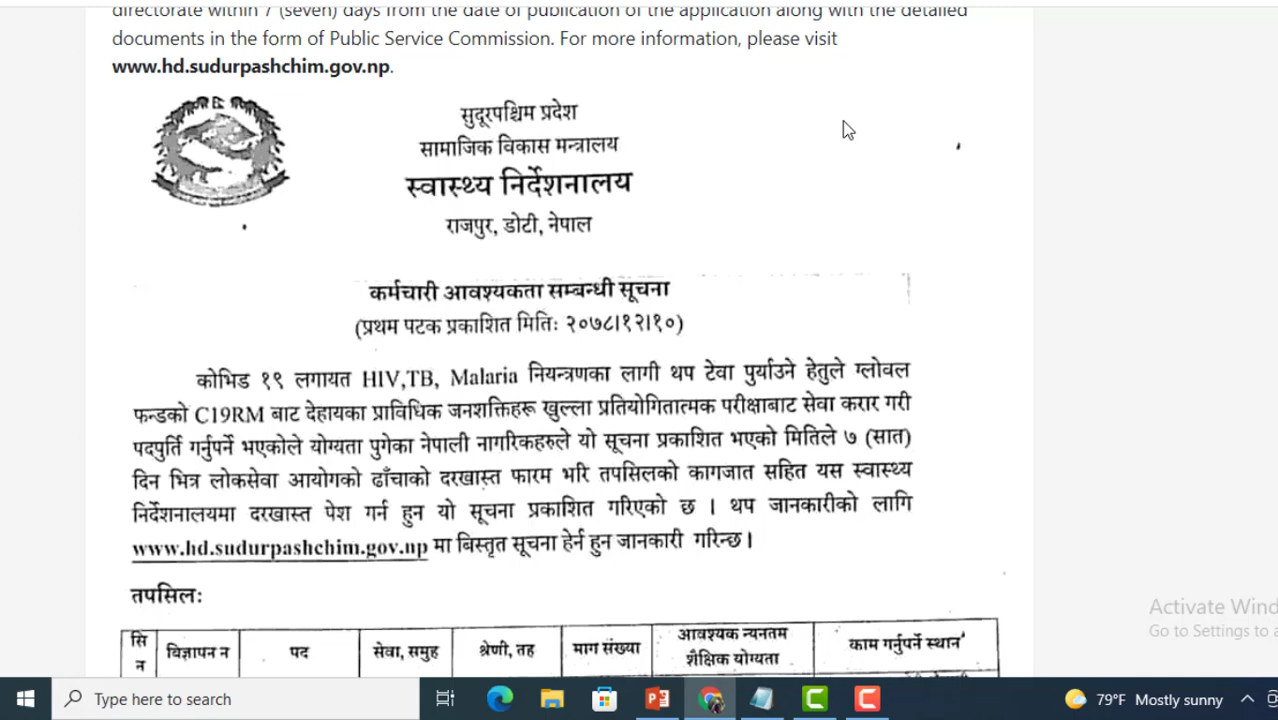 directorate within 7 (seven) days from the date of publication of the application along with the detailed
documents in the form of Public Service Commission. For more information, please visit
www.hd.sudurpashchim.gov.np.
सुदूरपश्चिम प्रदेश
सामाजिक विकास मन्त्रालय
स्वास्थ्य निर्देशनालय
राजपुर, डोटी, नेपाल
कर्मचारी आवश्यकता सम्बन्धी सूचना
(प्रथम पटक प्रकाशित मितिः २०७८।१२।१०)
कोभिड १९ लगायत HIV,TB, Malaria नियन्त्रणका लागी थप टेवा पुर्याउने हेतुले ग्लोवल
फन्डको C19RM बाट देहायका प्राविधिक जनशक्तिहरू खुल्ला प्रतियोगितात्मक परीक्षाबाट सेवा करार गरी
पदपुर्ति गर्नुपर्ने भएकोले योग्यता पुगेका नेपाली नागरिकहरुले यो सूचना प्रकाशित भएको मितिले ७ (सात)
दिन भित्र लोकसेवा आयोगको ढाँचाको दरखास्त फारम भरि तपसिलको कागजात सहित यस स्वास्थ्य
निर्देशनालयमा दरखास्त पेश गर्न हुन यो सूचना प्रकाशित गरिएको छ । थप जानकारीको लागि
www.hd.sudurpashchim.gov.np मा बिस्तृत सूचना हेर्न हुन जानकारी गरिन्छ।
तपसिलः
सि न विज्ञापन न पद सेवा, समुह श्रेणी, तह माग संख्या आवश्यक न्यनतम शैक्षिक योग्यता काम गर्नुपर्ने स्थान
Activate Wind
Go to Settings to a
Type here to search 79°F Mostly sunny